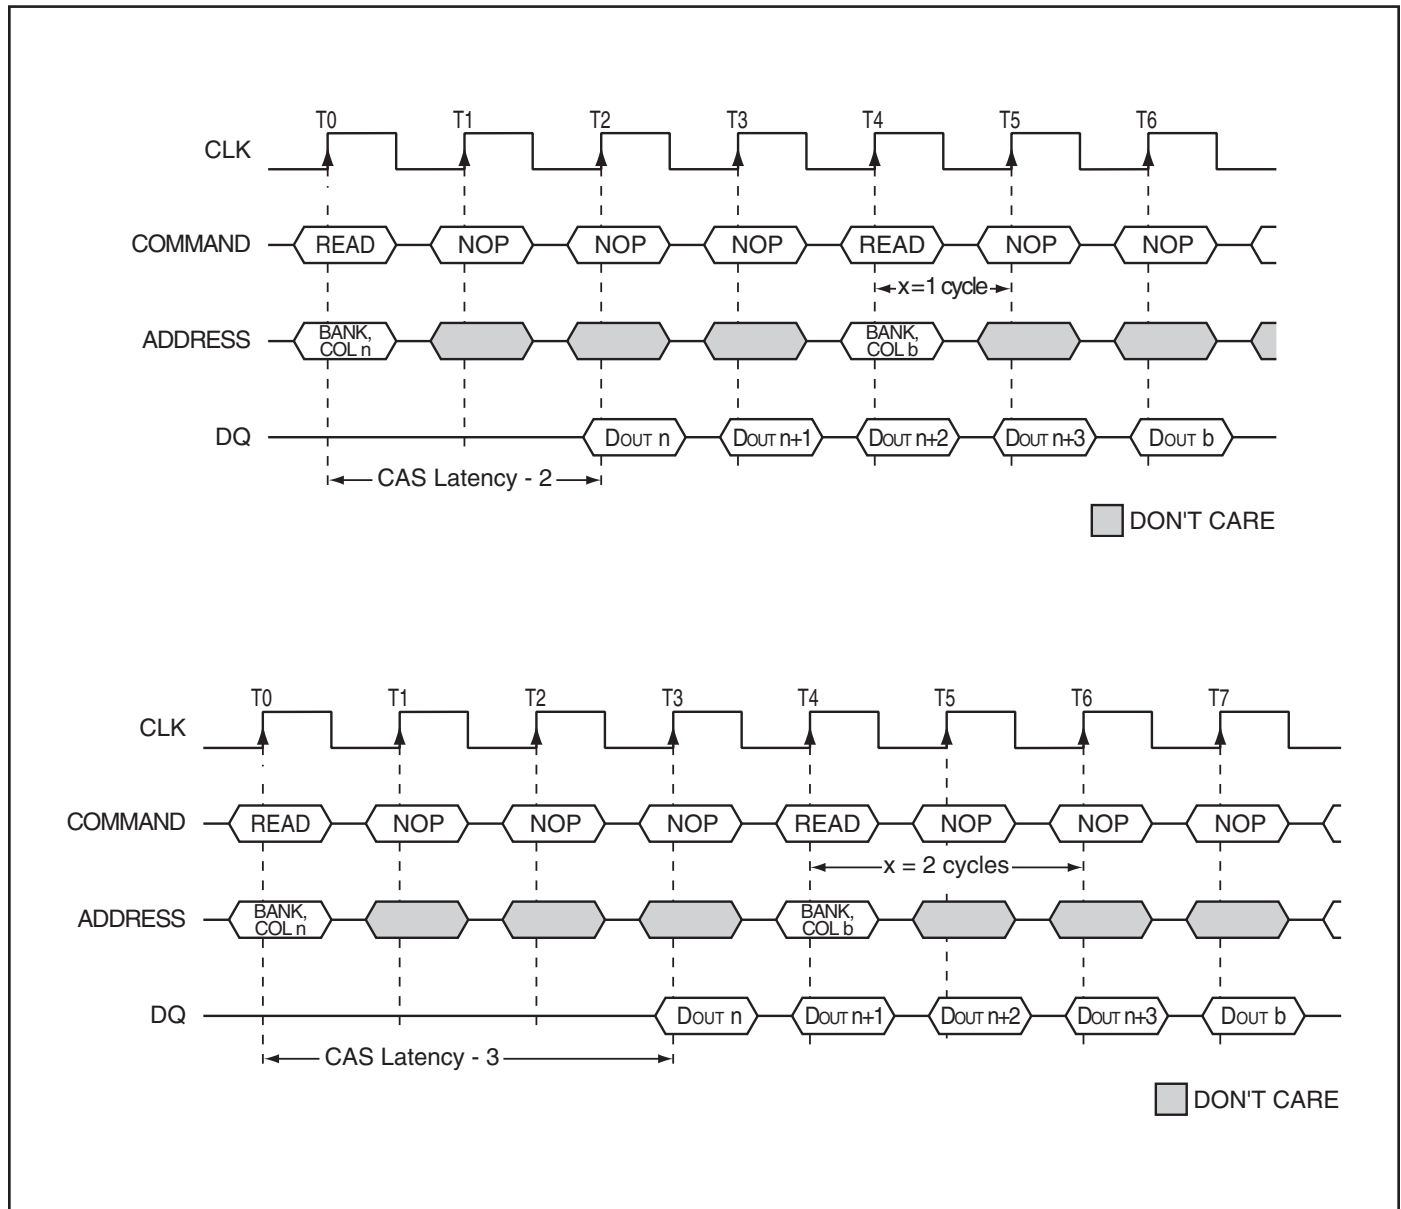 T0 T1 T2 T3 T4 T5 T6
CLK
COMMAND READ NOP NOP NOP READ NOP NOP
x=1 cycle
ADDRESS BANK, COL n BANK, COL b
DQ DOUT n DOUT n+1 DOUT n+2 DOUT n+3 DOUT b
CAS Latency - 2
DON'T CARE
T0 T1 T2 T3 T4 T5 T6 T7
CLK
COMMAND READ NOP NOP NOP READ NOP NOP NOP
x = 2 cycles
ADDRESS BANK, COL n BANK, COL b
DQ DOUT n DOUT n+1 DOUT n+2 DOUT n+3 DOUT b
CAS Latency - 3
DON'T CARE